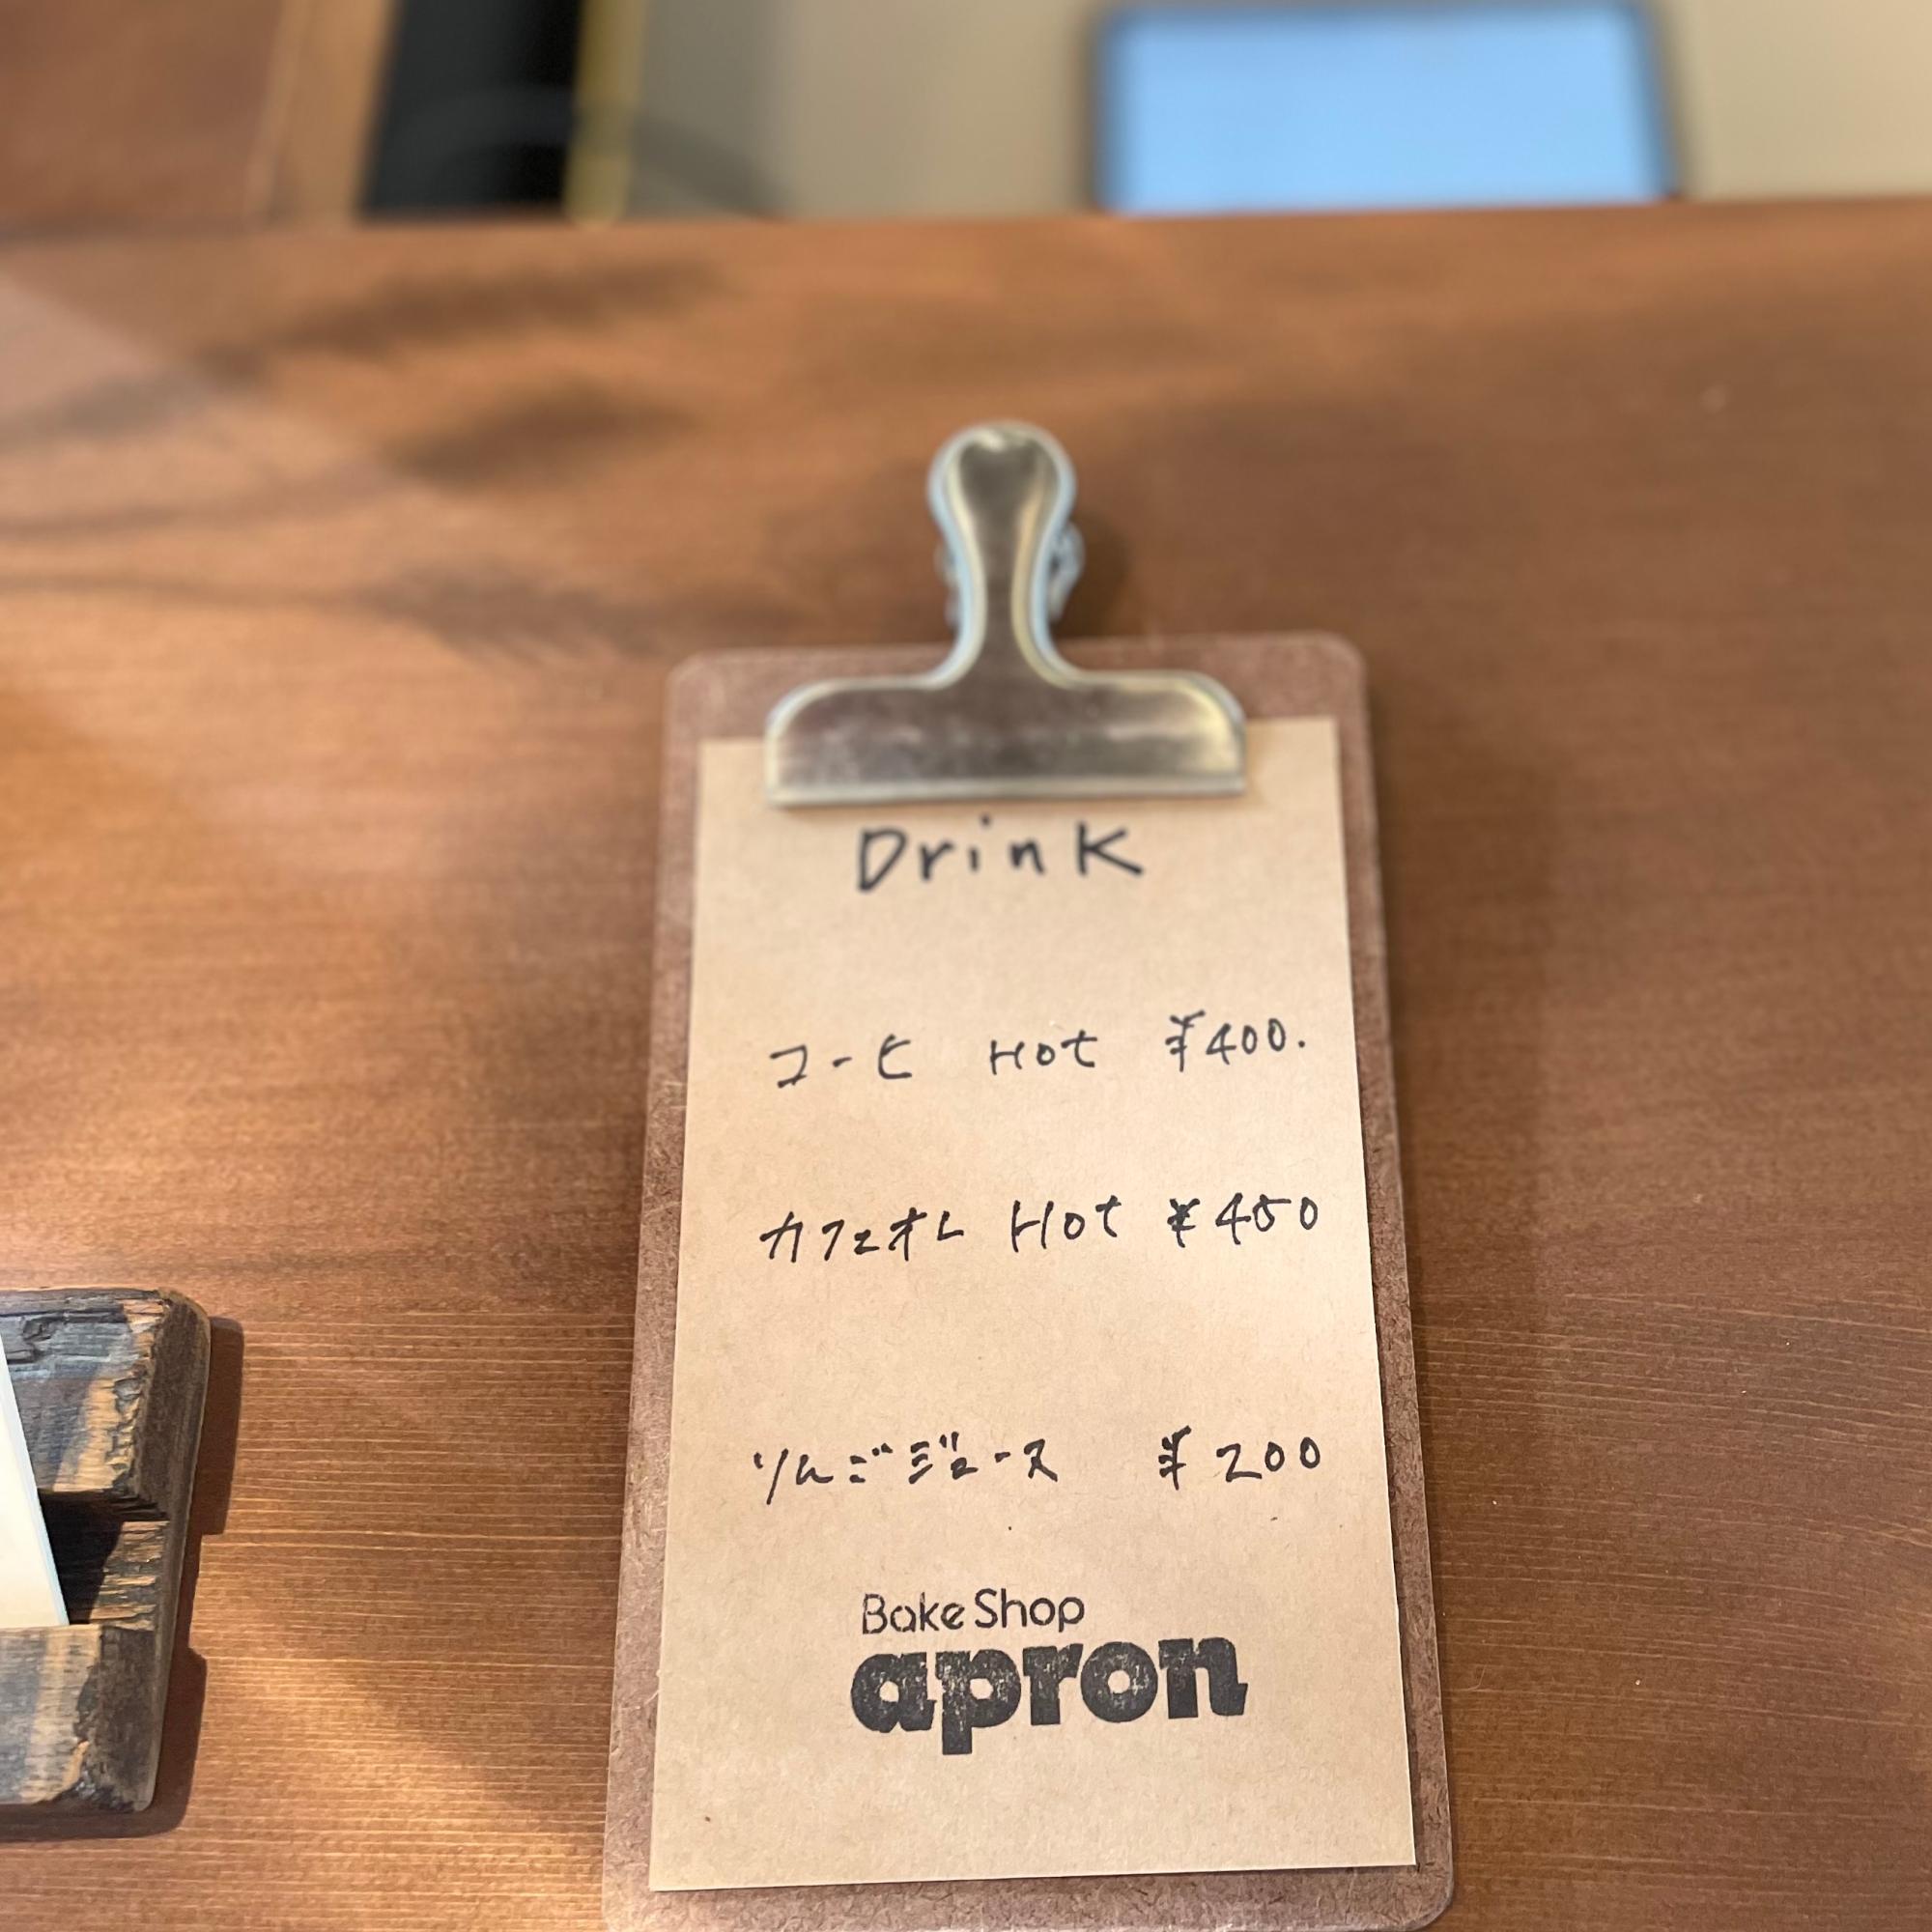 Drink
コーヒ Hot ¥400.
カフェオレ Hot ¥450
りんごジュース ¥200
Bake Shop
apron